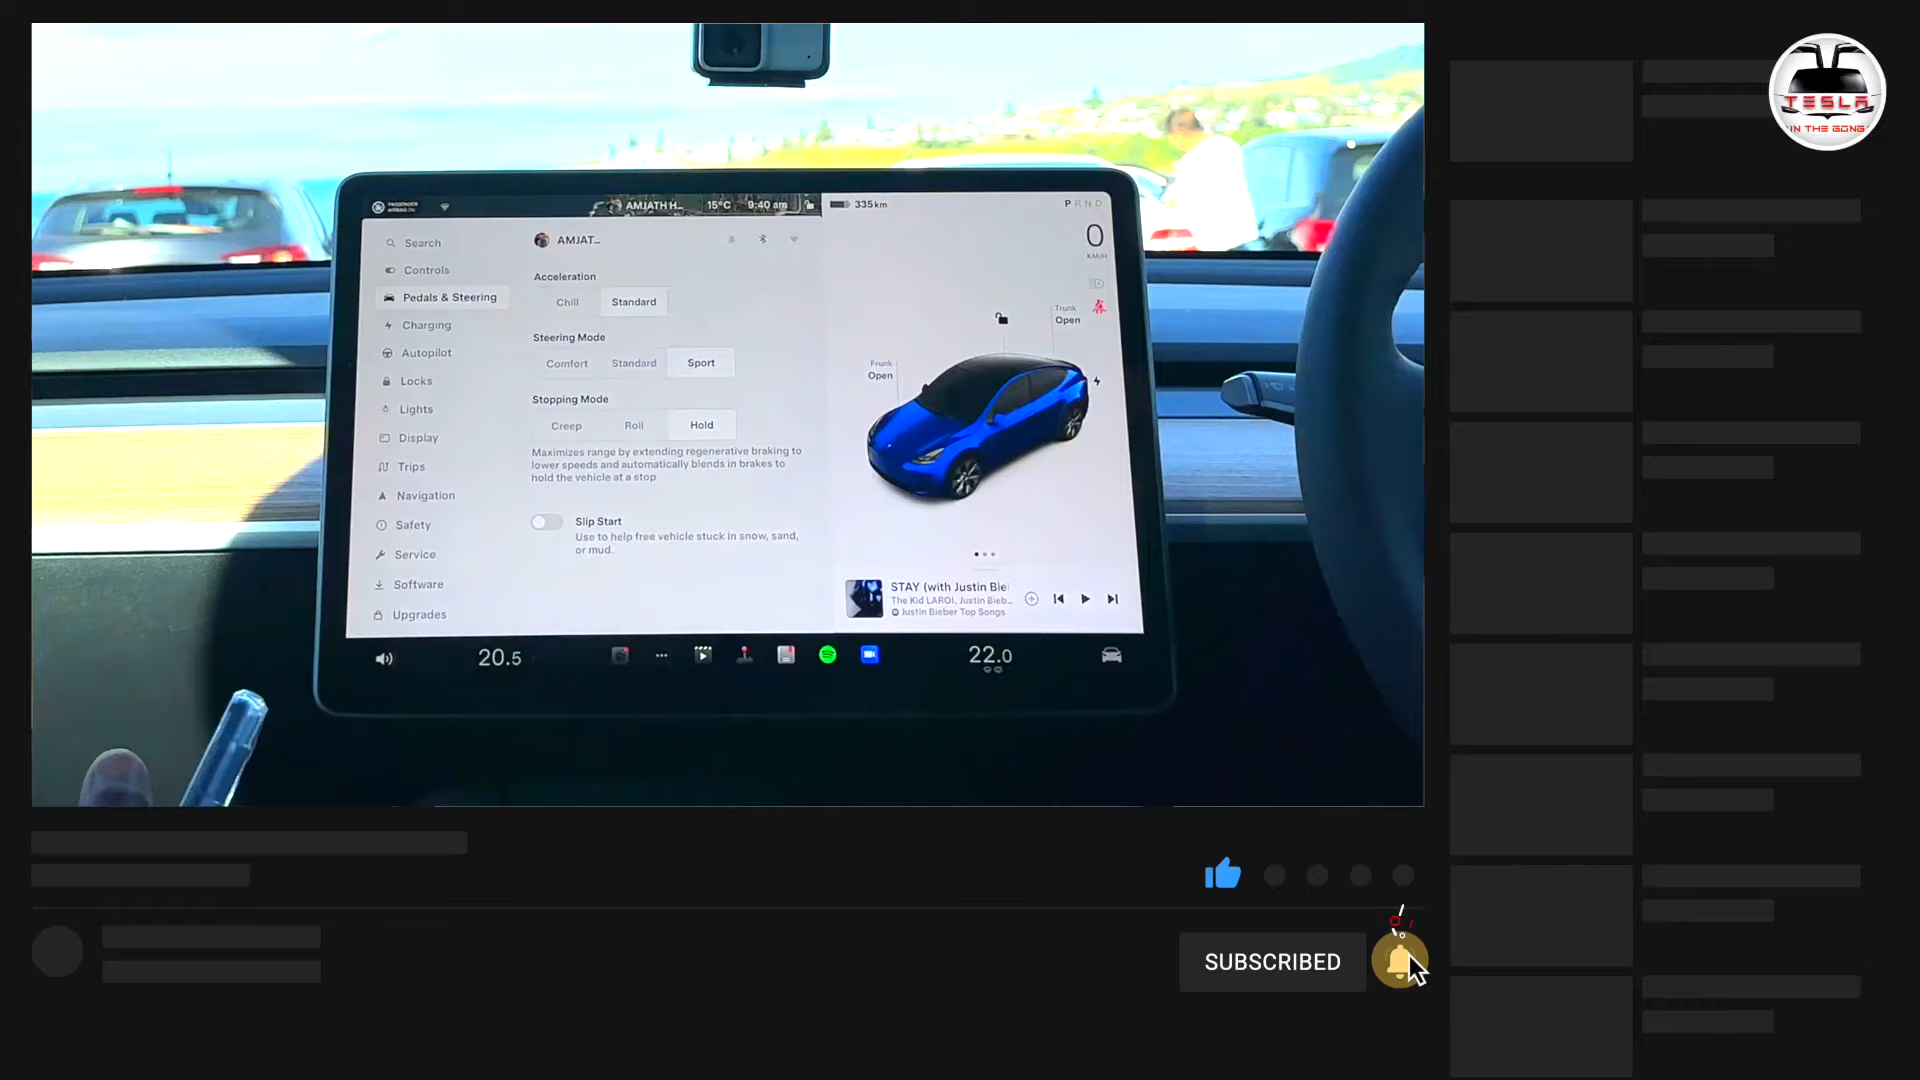 TESLA
IN THE GONG
PASSENGER
AIRBAG ON
AMJATH H...
15°C
9:40 am
335km
P R N D
Search
Controls
Pedals & Steering
Charging
Autopilot
Locks
Lights
Display
Trips
Navigation
Safety
Service
Software
Upgrades
AMJAT...
Acceleration
Chill
Standard
Steering Mode
Comfort
Standard
Sport
Stopping Mode
Creep
Roll
Hold
Maximizes range by extending regenerative braking to
lower speeds and automatically blends in brakes to
hold the vehicle at a stop
Slip Start
Use to help free vehicle stuck in snow, sand,
or mud.
0
KM/H
Trunk
Open
Frunk
Open
STAY (with Justin Bie
The Kid LAROI, Justin Bieb...
Justin Bieber Top Songs
20.5
22.0
SUBSCRIBED